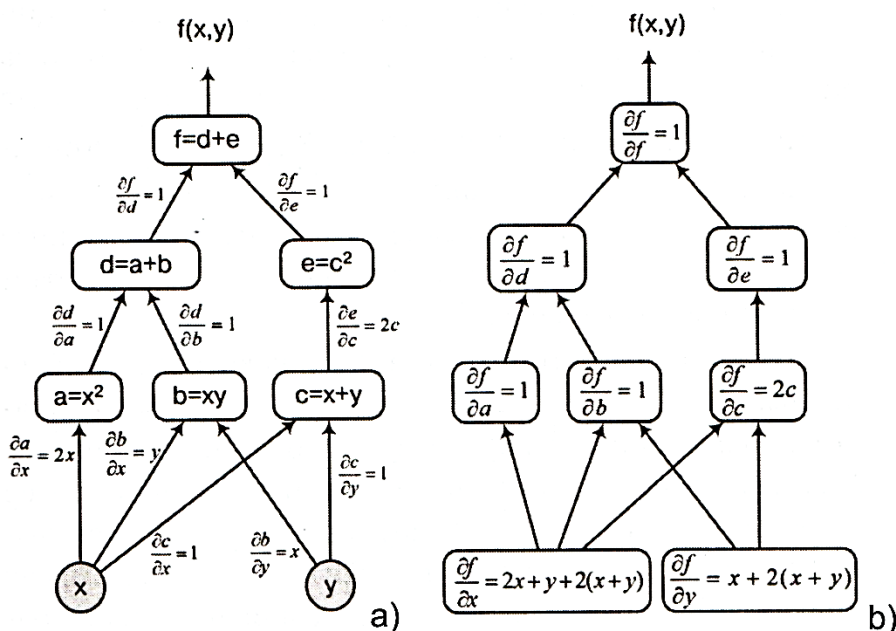 f(x,y)
f=d+e
∂f/∂d = 1
∂f/∂e = 1
d=a+b
e=c²
∂d/∂a = 1
∂d/∂b = 1
∂e/∂c = 2c
a=x²
b=xy
c=x+y
∂a/∂x = 2x
∂b/∂x = y
∂c/∂y = 1
∂c/∂x = 1
∂b/∂y = x
x
y
a)
f(x,y)
∂f/∂f = 1
∂f/∂d = 1
∂f/∂e = 1
∂f/∂a = 1
∂f/∂b = 1
∂f/∂c = 2c
∂f/∂x = 2x + y + 2(x + y)
∂f/∂y = x + 2(x + y)
b)